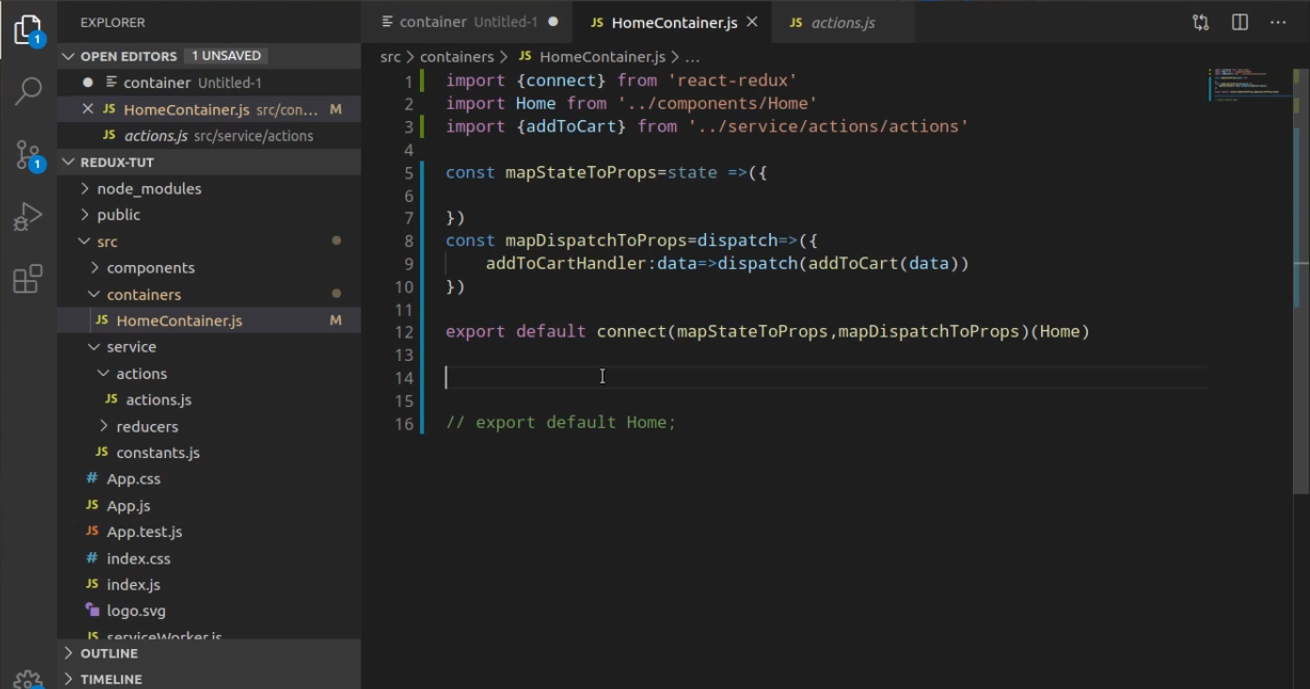 EXPLORER
OPEN EDITORS 1 UNSAVED
container Untitled-1
JS HomeContainer.js src/con... M
JS actions.js src/service/actions
REDUX-TUT
node_modules
public
src
components
containers
JS HomeContainer.js M
service
actions
JS actions.js
reducers
JS constants.js
# App.css
JS App.js
JS App.test.js
# index.css
JS index.js
logo.svg
JS serviceWorker.js
OUTLINE
TIMELINE
1
1
container Untitled-1
JS HomeContainer.js
JS actions.js
src > containers > JS HomeContainer.js > ...
1 import {connect} from 'react-redux'
2 import Home from '../components/Home'
3 import {addToCart} from '../service/actions/actions'
4
5 const mapStateToProps=state =>({
6
7 })
8 const mapDispatchToProps=dispatch=>({
9 addToCartHandler:data=>dispatch(addToCart(data))
10 })
11
12 export default connect(mapStateToProps,mapDispatchToProps)(Home)
13
14
15
16 // export default Home;